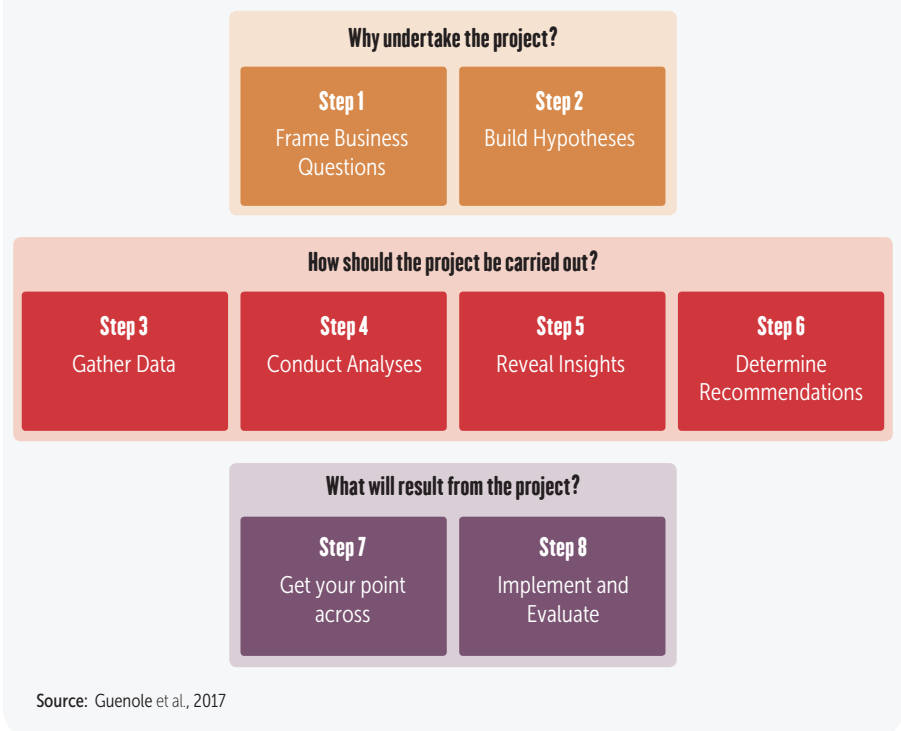 Why undertake the project?
Step 1
Frame Business
Questions
Step 2
Build Hypotheses
How should the project be carried out?
Step 3
Gather Data
Step 4
Conduct Analyses
Step 5
Reveal Insights
Step 6
Determine
Recommendations
What will result from the project?
Step 7
Get your point
across
Step 8
Implement and
Evaluate
Source: Guenole et al., 2017